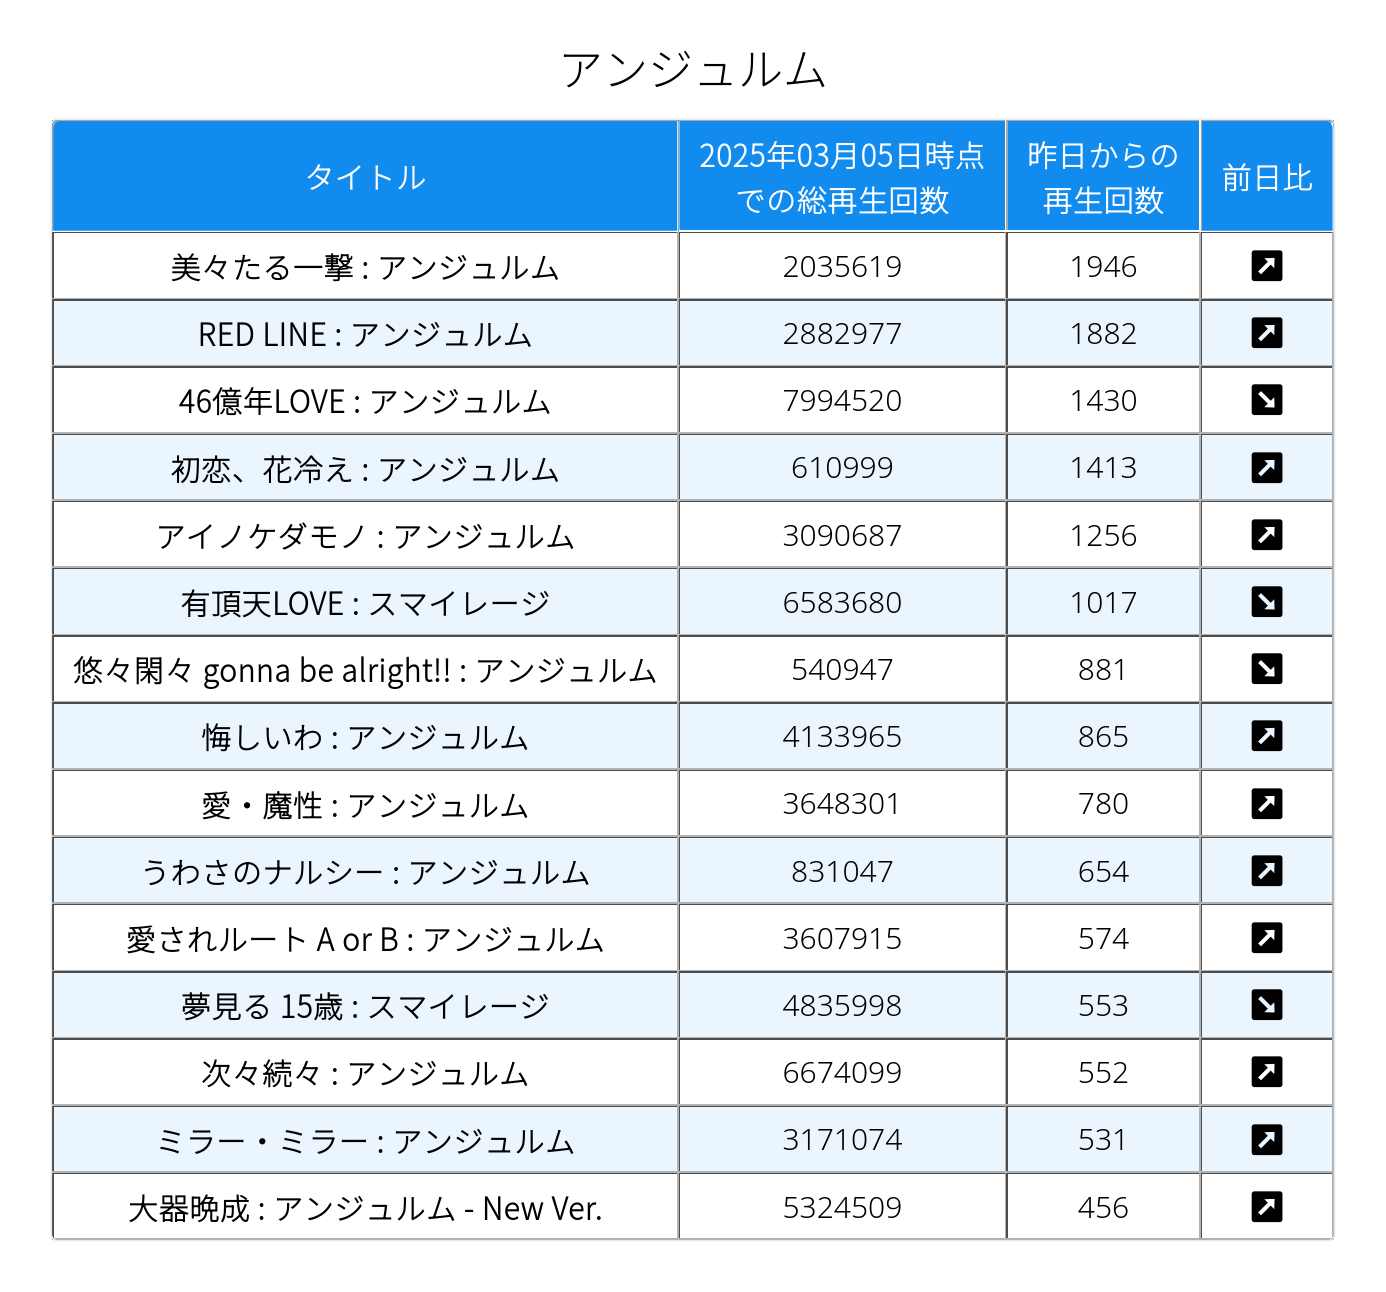 アンジュルム
タイトル
2025年03月05日時点
での総再生回数
昨日からの
再生回数
前日比
美々たる一撃 : アンジュルム 2035619 1946
RED LINE : アンジュルム 2882977 1882
46億年LOVE : アンジュルム 7994520 1430
初恋、花冷え : アンジュルム 610999 1413
アイノケダモノ : アンジュルム 3090687 1256
有頂天LOVE : スマイレージ 6583680 1017
悠々閑々 gonna be alright!! : アンジュルム 540947 881
悔しいわ : アンジュルム 4133965 865
愛・魔性 : アンジュルム 3648301 780
うわさのナルシー : アンジュルム 831047 654
愛されルート A or B : アンジュルム 3607915 574
夢見る 15歳 : スマイレージ 4835998 553
次々続々 : アンジュルム 6674099 552
ミラー・ミラー : アンジュルム 3171074 531
大器晩成 : アンジュルム - New Ver. 5324509 456